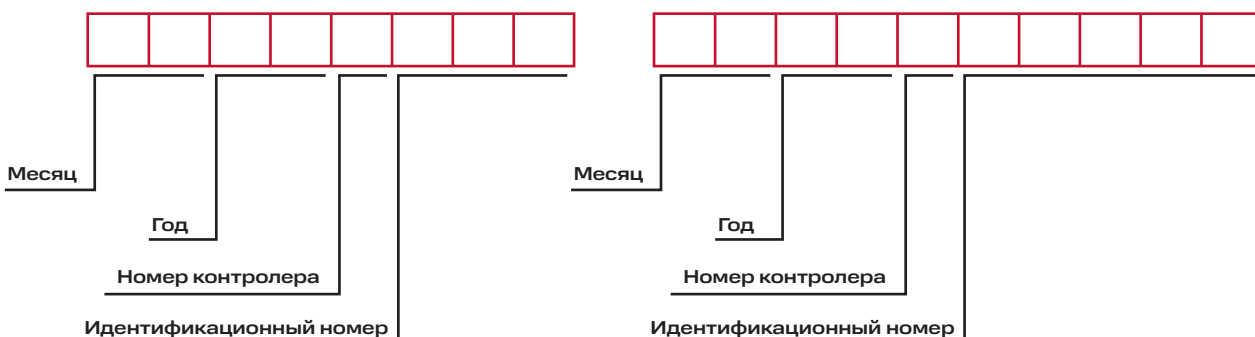 Месяц
Год
Номер контролера
Идентификационный номер
Месяц
Год
Номер контролера
Идентификационный номер